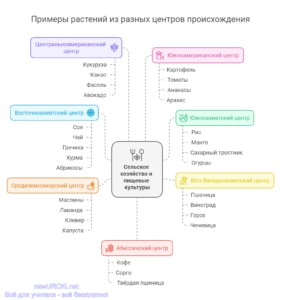 Примеры растений из разных центров происхождения
Центральноамериканский
центр
Кукуруза
Какао
Фасоль
Авокадо
Южноамериканский центр
Картофель
Томаты
Ананасы
Арахис
Восточноазиатский центр
Соя
Чай
Гречиха
Хурма
Абрикосы
Южноазиатский центр
Рис
Манго
Сахарный тростник
Огурцы
Сельское
хозяйство и
пищевые
культуры
Средиземноморский центр
Маслины
Лаванда
Клевер
Капуста
Юго-Западноазиатский центр
Пшеница
Виноград
Горох
Чечевица
Абиссинский центр
Кофе
Сорго
Твёрдая пшеница
newUROKI.net
Всё для учителя - всё бесплатно!